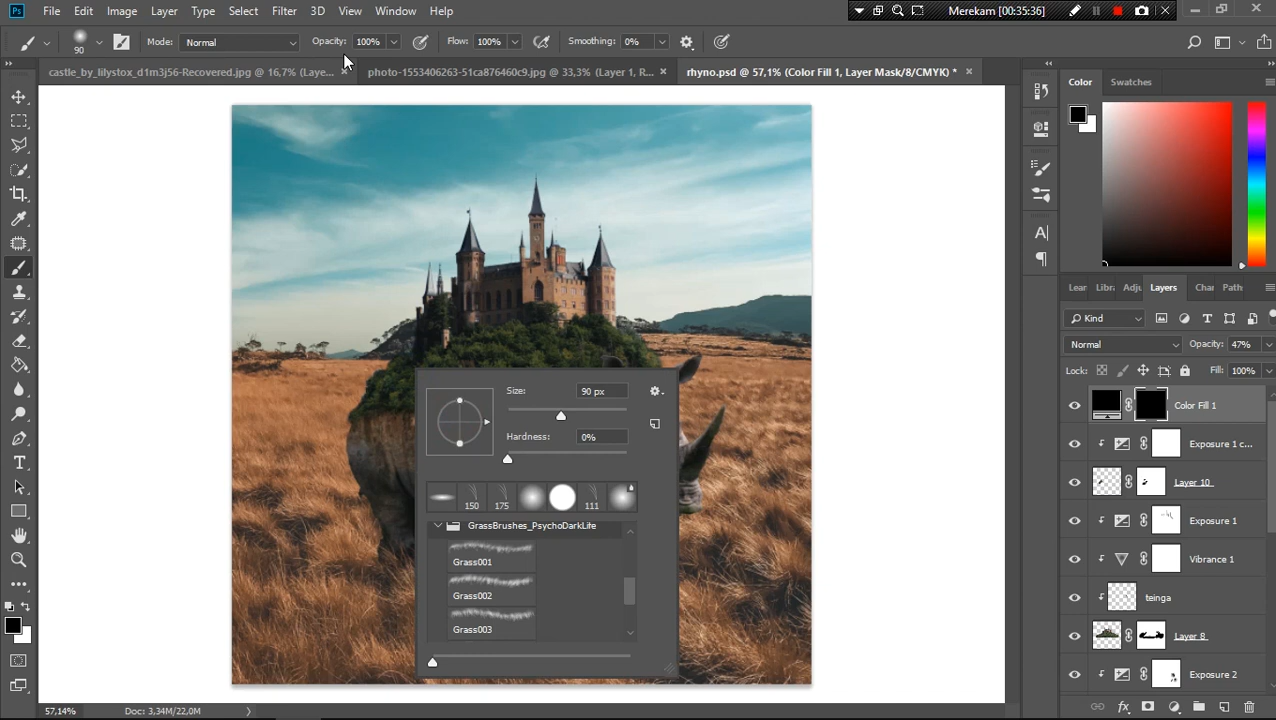 Ps File Edit Image Layer Type Select Filter 3D View Window Help
Merekam [00:35:36]
90 Mode: Normal Opacity: 100% Flow: 100% Smoothing: 0%
castle_by_lilystox_d1m3j56-Recovered.jpg @ 16,7% (Laye...
photo-1553406263-51ca876460c9.jpg @ 33,3% (Layer 1, R...
rhyno.psd @ 57,1% (Color Fill 1, Layer Mask/8/CMYK) *
Color Swatches
Lear Libra Adju Layers Char Path
Kind
Normal Opacity: 47%
Lock: Fill: 100%
Color Fill 1
Exposure 1 c...
Layer 10
Exposure 1
Vibrance 1
teinga
Layer 8
Exposure 2
Size: 90 px
Hardness: 0%
150 175 111
GrassBrushes_PsychoDarkLife
Grass001
Grass002
Grass003
57,14% Doc: 3,34M/22,0M